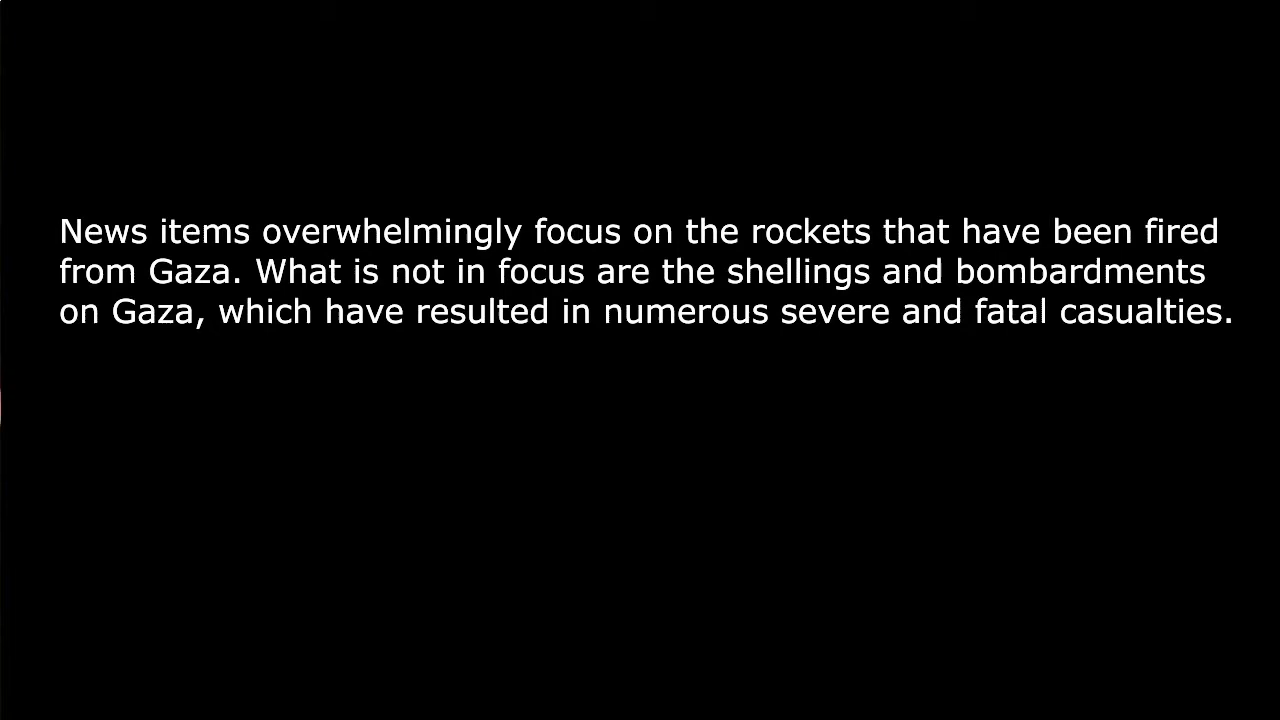 News items overwhelmingly focus on the rockets that have been fired
from Gaza. What is not in focus are the shellings and bombardments
on Gaza, which have resulted in numerous severe and fatal casualties.